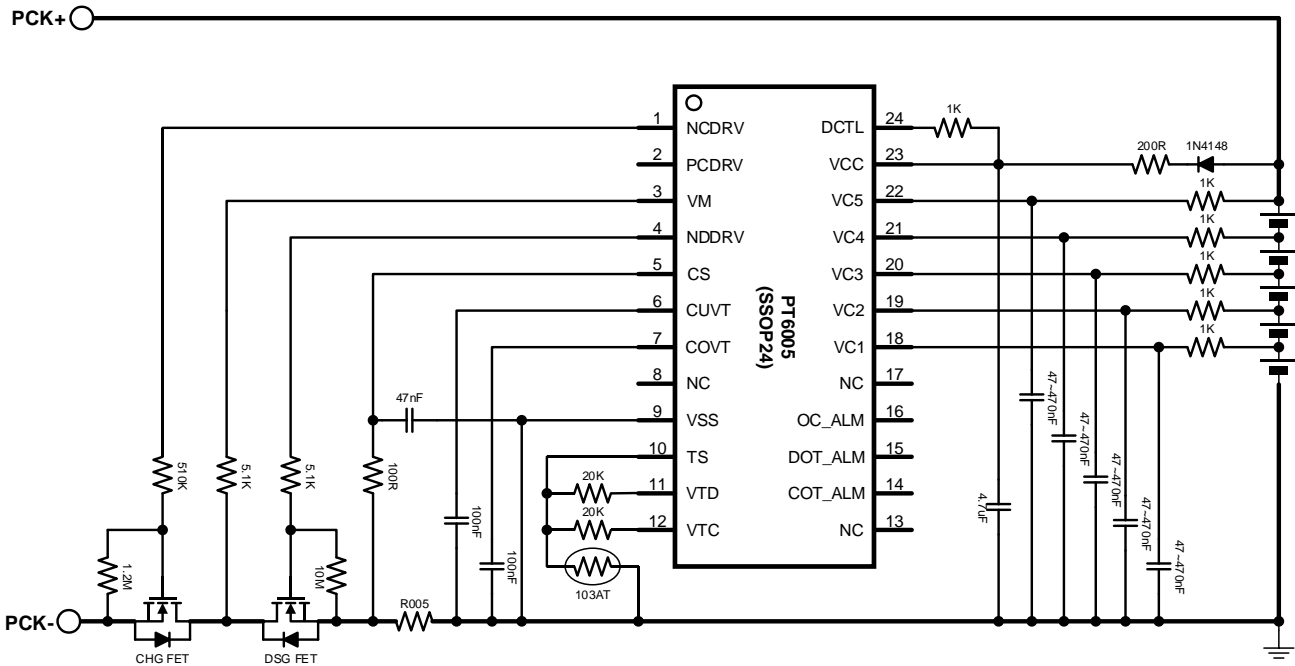 PCK+
1 NCDRV
2 PCDRV
3 VM
4 NDDRV
5 CS
6 CUVT
7 COVT
8 NC
9 VSS
10 TS
11 VTD
12 VTC
PT6005
(SSOP24)
DCTL 24
VCC 23
VC5 22
VC4 21
VC3 20
VC2 19
VC1 18
NC 17
OC_ALM 16
DOT_ALM 15
COT_ALM 14
NC 13
1K
200R
1N4148
1K
1K
1K
1K
1K
47~470nF
47~470nF
47~470nF
47~470nF
47~470nF
4.7uF
47nF
510K
5.1K
5.1K
100R
20K
20K
103AT
100nF
100nF
1.2M
10M
R005
PCK-
CHG FET
DSG FET